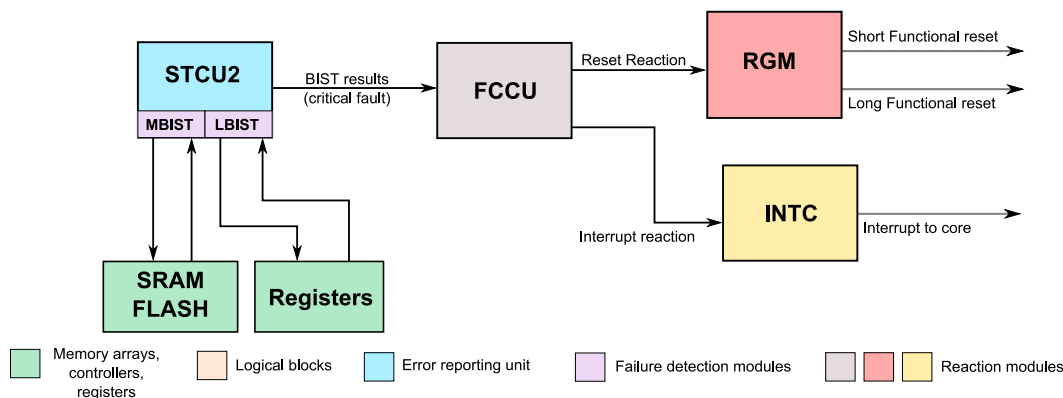 STCU2
MBIST
LBIST
BIST results
(critical fault)
FCCU
Reset Reaction
RGM
Short Functional reset
Long Functional reset
Interrupt reaction
INTC
Interrupt to core
SRAM
FLASH
Registers
Memory arrays,
controllers,
registers
Logical blocks
Error reporting unit
Failure detection modules
Reaction modules